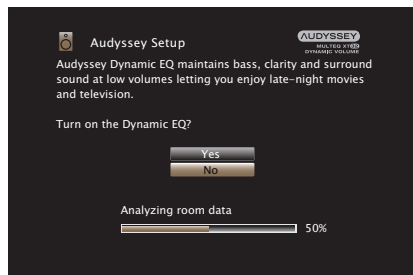 Audyssey Setup
AUDYSSEY
MULTEQ XT32
DYNAMIC VOLUME
Audyssey Dynamic EQ maintains bass, clarity and surround
sound at low volumes letting you enjoy late-night movies
and television.
Turn on the Dynamic EQ?
Yes
No
Analyzing room data
50%